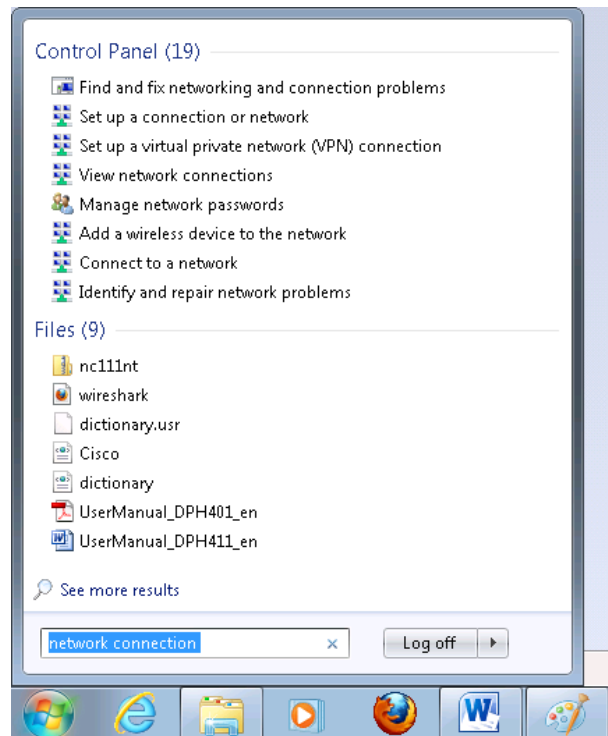 Control Panel (19)
Find and fix networking and connection problems
Set up a connection or network
Set up a virtual private network (VPN) connection
View network connections
Manage network passwords
Add a wireless device to the network
Connect to a network
Identify and repair network problems
Files (9)
nc111nt
wireshark
dictionary.usr
Cisco
dictionary
UserManual_DPH401_en
UserManual_DPH411_en
See more results
network connection
Log off